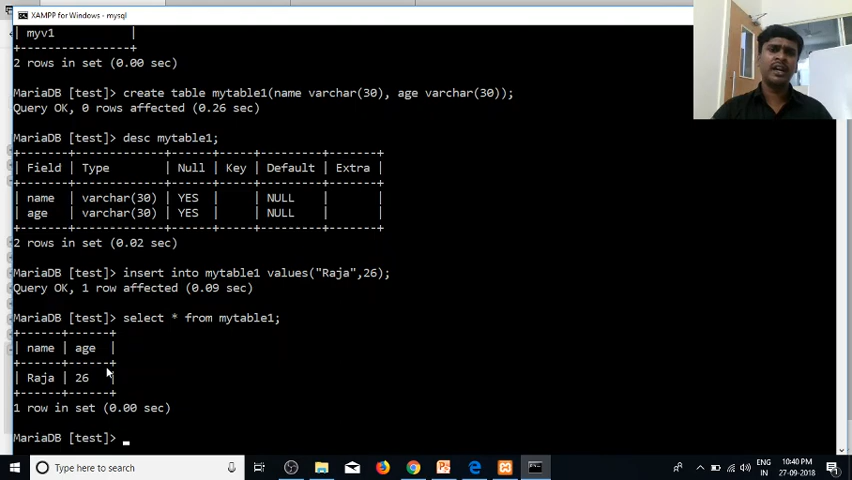 XAMPP for Windows - mysql
| myv1           |
+----------------+
2 rows in set (0.00 sec)
MariaDB [test]> create table mytable1(name varchar(30), age varchar(30));
Query OK, 0 rows affected (0.26 sec)
MariaDB [test]> desc mytable1;
+-------+-------------+------+-----+---------+-------+
| Field | Type        | Null | Key | Default | Extra |
+-------+-------------+------+-----+---------+-------+
| name  | varchar(30) | YES  |     | NULL    |       |
| age   | varchar(30) | YES  |     | NULL    |       |
+-------+-------------+------+-----+---------+-------+
2 rows in set (0.02 sec)
MariaDB [test]> insert into mytable1 values("Raja",26);
Query OK, 1 row affected (0.09 sec)
MariaDB [test]> select * from mytable1;
+------+------+
| name | age  |
+------+------+
| Raja | 26   |
+------+------+
1 row in set (0.00 sec)
MariaDB [test]> _
Type here to search
ENG
IN
10:40 PM
27-09-2018